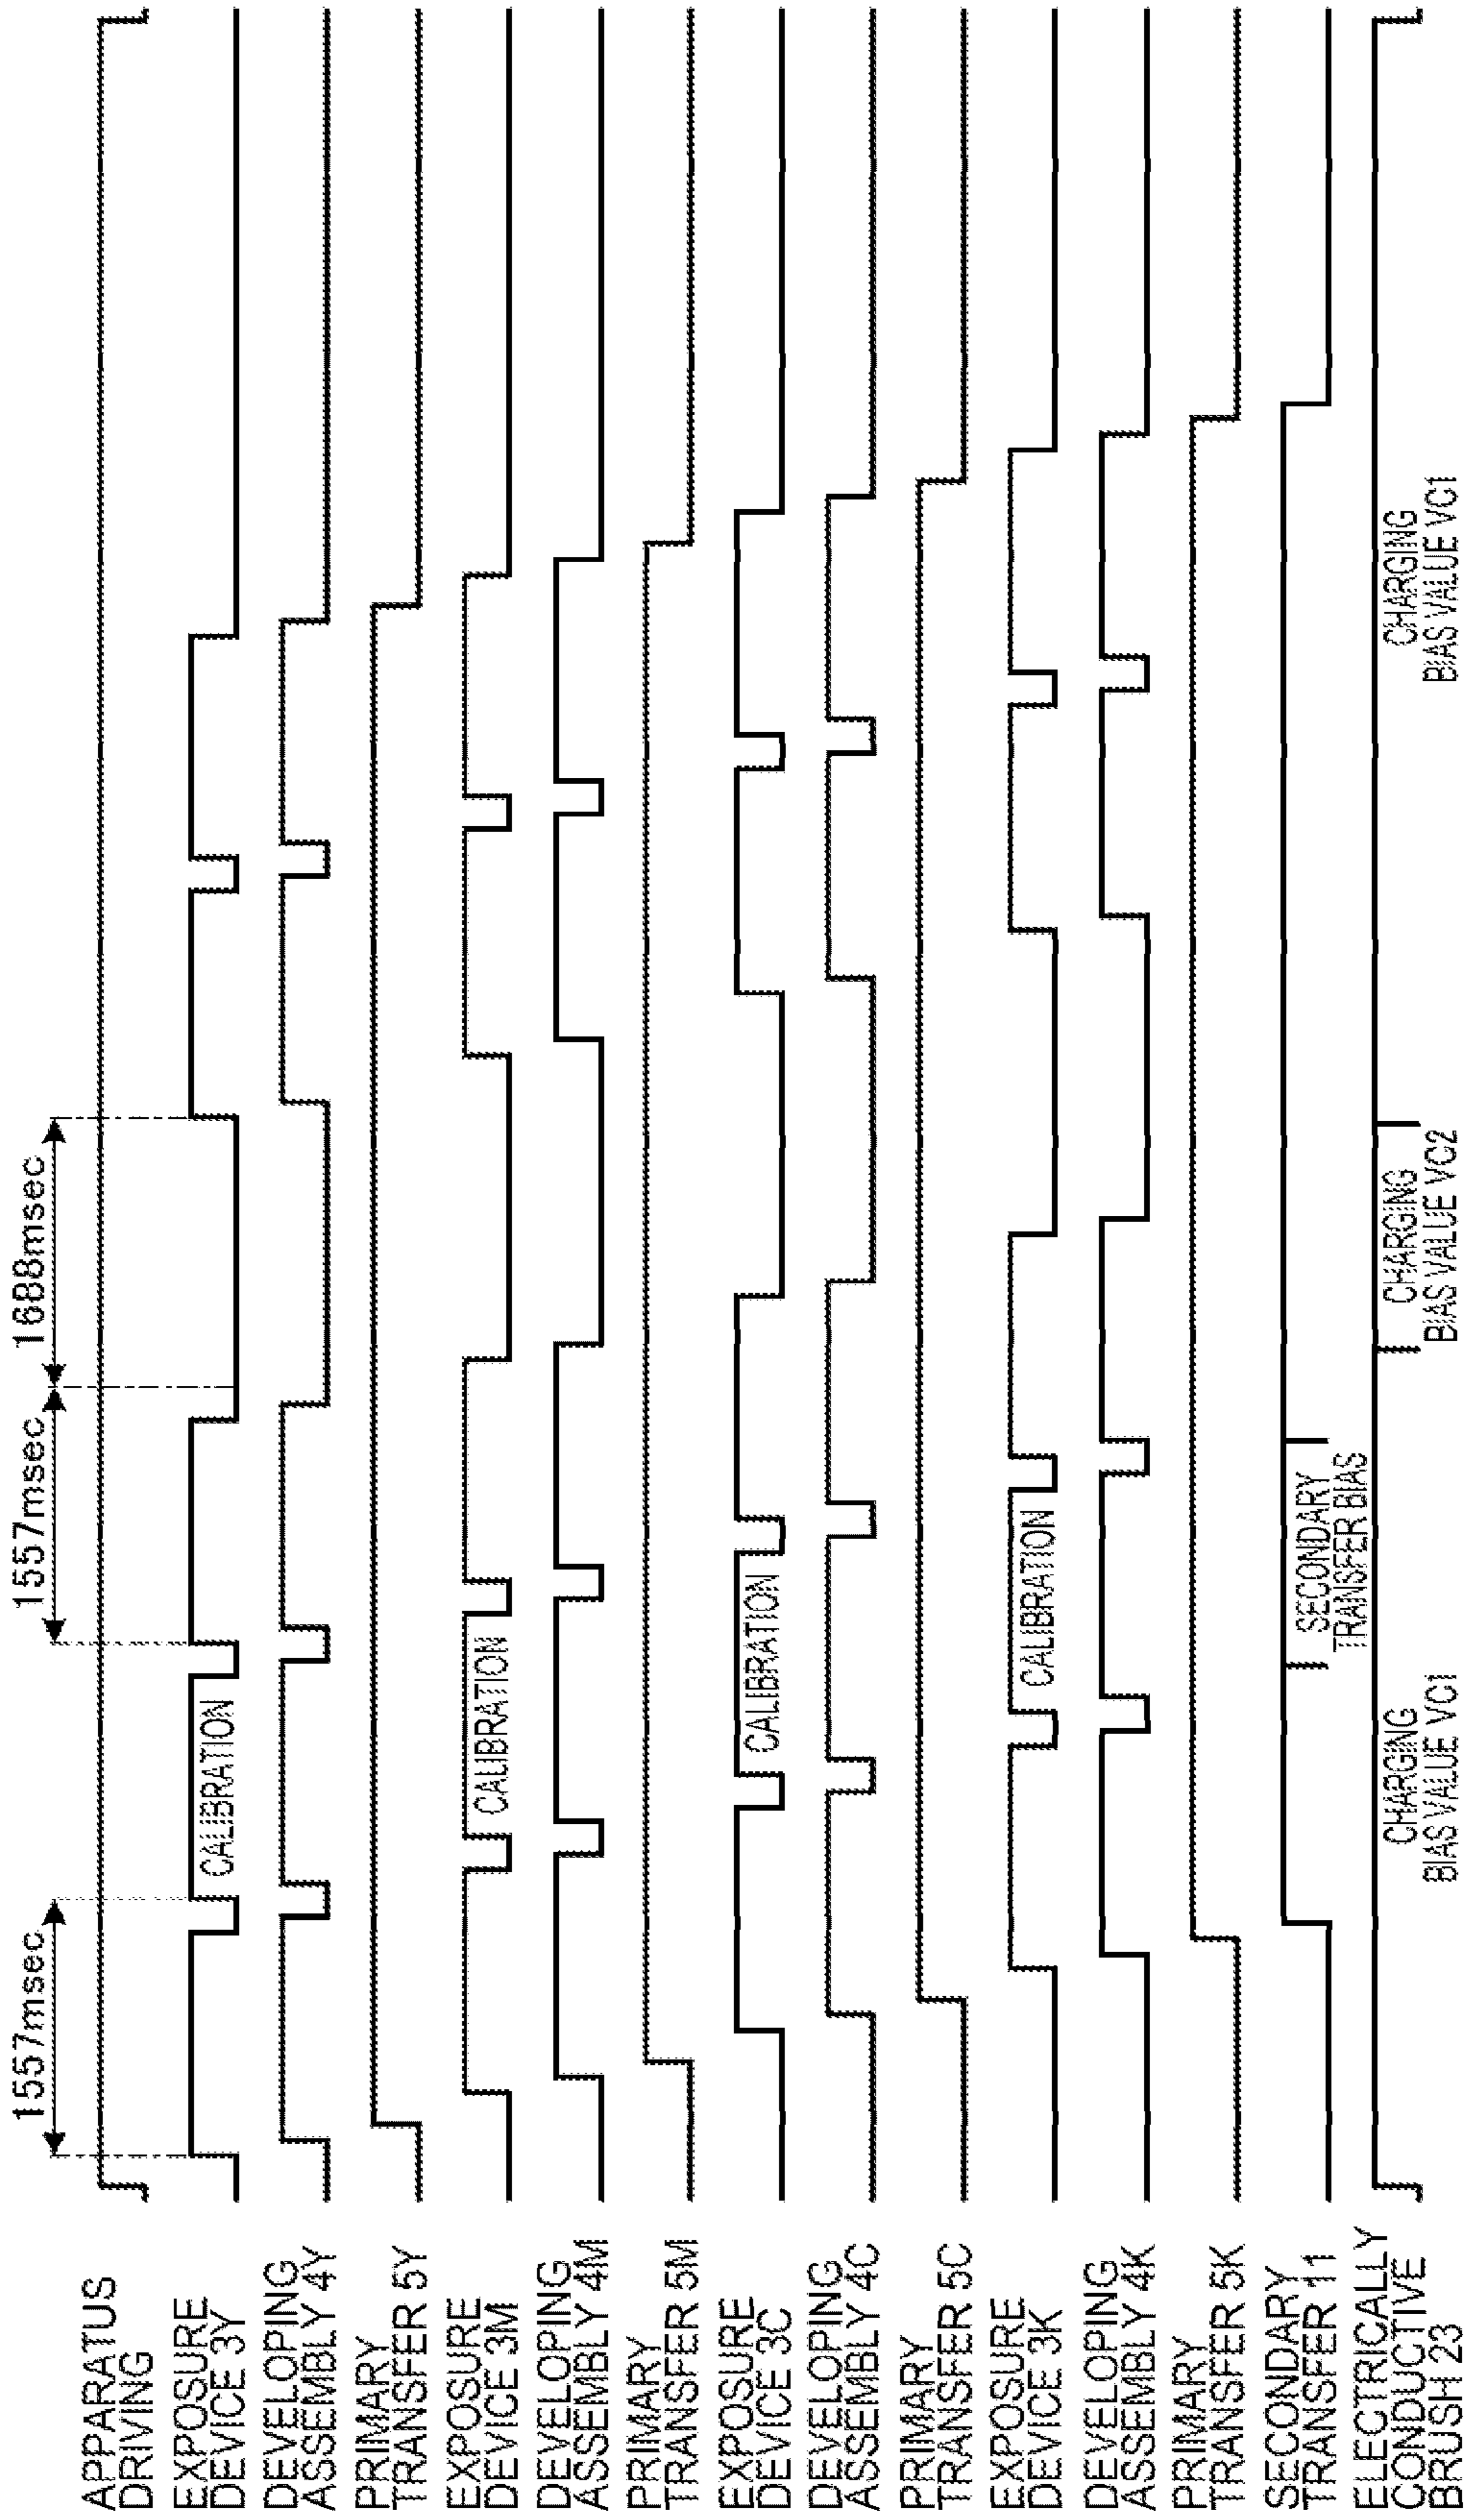 1557msec
1557msec
1688msec
APPARATUS
DRIVING
EXPOSURE
DEVICE 3Y
CALIBRATION
DEVELOPING
ASSEMBLY 4Y
PRIMARY
TRANSFER 5Y
EXPOSURE
DEVICE 3M
CALIBRATION
DEVELOPING
ASSEMBLY 4M
PRIMARY
TRANSFER 5M
EXPOSURE
DEVICE 3C
CALIBRATION
DEVELOPING
ASSEMBLY 4C
PRIMARY
TRANSFER 5C
EXPOSURE
DEVICE 3K
CALIBRATION
DEVELOPING
ASSEMBLY 4K
PRIMARY
TRANSFER 5K
SECONDARY
TRANSFER 11
SECONDARY
TRANSFER BIAS
ELECTRICALLY
CONDUCTIVE
BRUSH 23
CHARGING
BIAS VALUE VC1
CHARGING
BIAS VALUE VC2
CHARGING
BIAS VALUE VC1